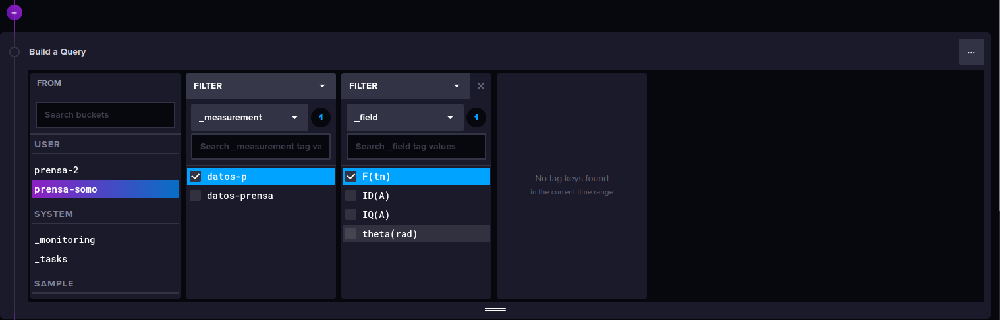 +
Build a Query
...
FROM
Search buckets
USER
prensa-2
prensa-somo
SYSTEM
_monitoring
_tasks
SAMPLE
FILTER
_measurement
1
Search _measurement tag va
datos-p
datos-prensa
FILTER
_field
1
Search _field tag values
F(tn)
ID(A)
IQ(A)
theta(rad)
No tag keys found
in the current time range